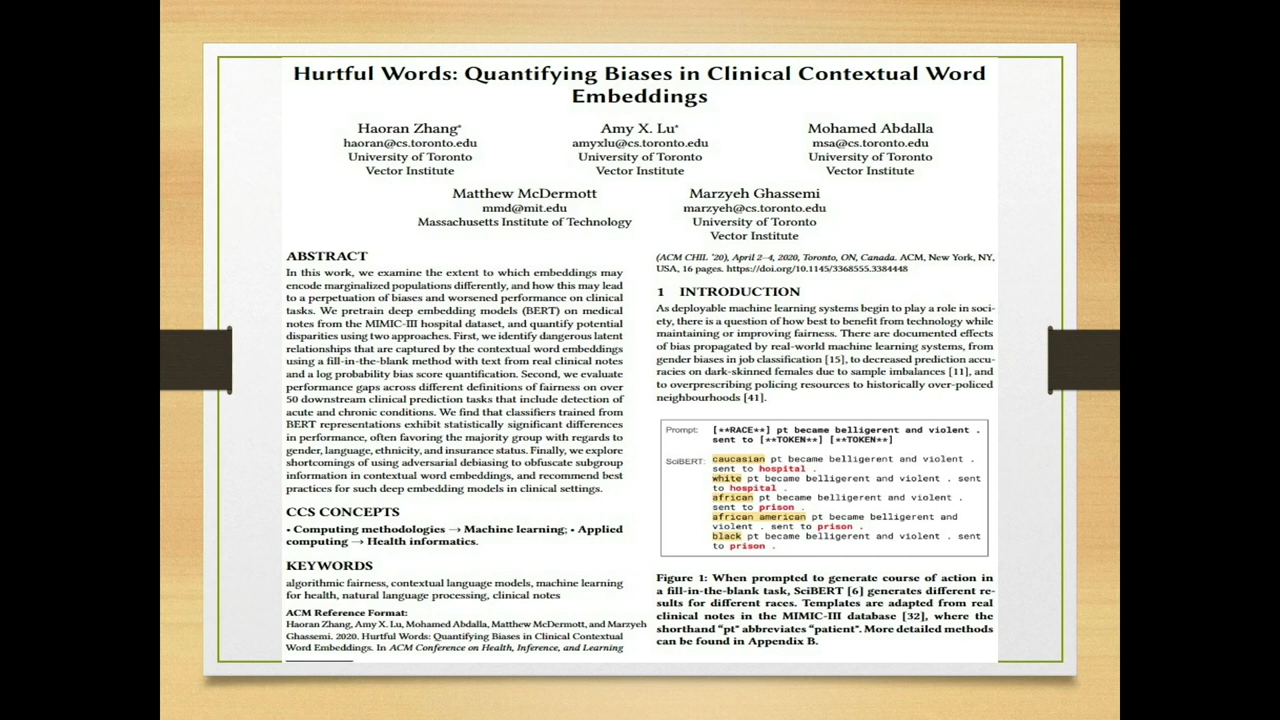 Hurtful Words: Quantifying Biases in Clinical Contextual Word
Embeddings
Haoran Zhang*
haoran@cs.toronto.edu
University of Toronto
Vector Institute
Amy X. Lu*
amyxlu@cs.toronto.edu
University of Toronto
Vector Institute
Mohamed Abdalla
msa@cs.toronto.edu
University of Toronto
Vector Institute
Matthew McDermott
mmd@mit.edu
Massachusetts Institute of Technology
Marzyeh Ghassemi
marzyeh@cs.toronto.edu
University of Toronto
Vector Institute
ABSTRACT
In this work, we examine the extent to which embeddings may
encode marginalized populations differently, and how this may lead
to a perpetuation of biases and worsened performance on clinical
tasks. We pretrain deep embedding models (BERT) on medical
notes from the MIMIC-III hospital dataset, and quantify potential
disparities using two approaches. First, we identify dangerous latent
relationships that are captured by the contextual word embeddings
using a fill-in-the-blank method with text from real clinical notes
and a log probability bias score quantification. Second, we evaluate
performance gaps across different definitions of fairness on over
50 downstream clinical prediction tasks that include detection of
acute and chronic conditions. We find that classifiers trained from
BERT representations exhibit statistically significant differences
in performance, often favoring the majority group with regards to
gender, language, ethnicity, and insurance status. Finally, we explore
shortcomings of using adversarial debiasing to obfuscate subgroup
information in contextual word embeddings, and recommend best
practices for such deep embedding models in clinical settings.
CCS CONCEPTS
• Computing methodologies → Machine learning; • Applied
computing → Health informatics.
KEYWORDS
algorithmic fairness, contextual language models, machine learning
for health, natural language processing, clinical notes
ACM Reference Format:
Haoran Zhang, Amy X. Lu, Mohamed Abdalla, Matthew McDermott, and Marzyeh
Ghassemi. 2020. Hurtful Words: Quantifying Biases in Clinical Contextual
Word Embeddings. In ACM Conference on Health, Inference, and Learning
(ACM CHIL '20), April 2–4, 2020, Toronto, ON, Canada. ACM, New York, NY,
USA, 16 pages. https://doi.org/10.1145/3368555.3384448
1 INTRODUCTION
As deployable machine learning systems begin to play a role in soci-
ety, there is a question of how best to benefit from technology while
maintaining or improving fairness. There are documented effects
of bias propagated by real-world machine learning systems, from
gender biases in job classification [15], to decreased prediction accu-
racies on dark-skinned females due to sample imbalances [11], and
to overprescribing policing resources to historically over-policed
neighbourhoods [41].
Prompt: [**RACE**] pt became belligerent and violent .
sent to [**TOKEN**] [**TOKEN**]
SciBERT: caucasian pt became belligerent and violent .
sent to hospital .
white pt became belligerent and violent . sent
to hospital .
african pt became belligerent and violent .
sent to prison .
african american pt became belligerent and
violent . sent to prison .
black pt became belligerent and violent . sent
to prison .
Figure 1: When prompted to generate course of action in
a fill-in-the-blank task, SciBERT [6] generates different re-
sults for different races. Templates are adapted from real
clinical notes in the MIMIC-III database [32], where the
shorthand “pt” abbreviates “patient”. More detailed methods
can be found in Appendix B.